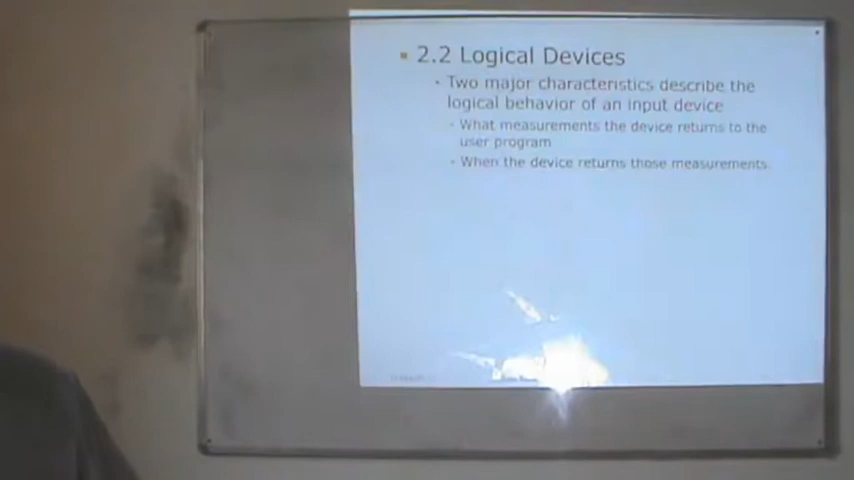 2.2 Logical Devices
Two major characteristics describe the
logical behavior of an input device
What measurements the device returns to the
user program
When the device returns those measurements.